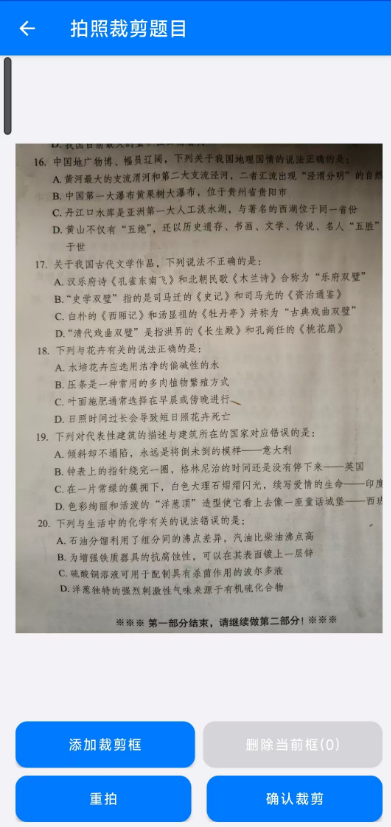 拍照裁剪题目
16. 中国地广物博、幅员辽阔，下列关于我国地理国情的说法正确的是：
A. 黄河最大的支流渭河和第二大支流泾河，二者汇流出现“泾渭分明”的自然
B. 中国第一大瀑布黄果树大瀑布，位于贵州省贵阳市
C. 丹江口水库是亚洲第一大人工淡水湖，与著名的西湖位于同一省份
D. 黄山不仅有“五绝”，还以历史遗存、书画、文学、传说、名人“五胜”
于世
17. 关于我国古代文学作品，下列说法不正确的是：
A. 汉乐府诗《孔雀东南飞》和北朝民歌《木兰诗》合称为“乐府双璧”
B. “史学双璧”指的是司马迁的《史记》和司马光的《资治通鉴》
C. 白朴的《西厢记》和汤显祖的《牡丹亭》并称为“古典戏曲双璧”
D. “清代戏曲双璧”是指洪昇的《长生殿》和孔尚任的《桃花扇》
18. 下列与花卉有关的说法正确的是：
A. 水培花卉应选用洁净的偏碱性的水
B. 压条是一种常用的多肉植物繁殖方式
C. 叶面施肥通常选择在早晨或傍晚进行
D. 日照时间过长会导致短日照花卉死亡
19. 下列对代表性建筑的描述与建筑所在的国家对应错误的是：
A. 倾斜却不塌陷，永远是将倒未倒的模样——意大利
B. 钟表上的指针绕完一圈，格林尼治的时间还是没有停下来——英国
C. 在一片常绿的簇拥下，白色大理石熠熠闪光，续写爱情的生命——印度
D. 色彩绚丽和活泼的“洋葱顶”造型使它看上去像一座童话城堡——西班
20. 下列与生活中的化学有关的说法错误的是：
A. 石油分馏利用了组分间的沸点差异，汽油比柴油沸点高
B. 为增强铁质器具的抗腐蚀性，可以在其表面镀上一层锌
C. 硫酸铜溶液可用于配制具有杀菌作用的波尔多液
D. 洋葱独特的强烈刺激性气味来源于有机硫化合物
※※※ 第一部分结束，请继续做第二部分！※※※
添加裁剪框
删除当前框(0)
重拍
确认裁剪